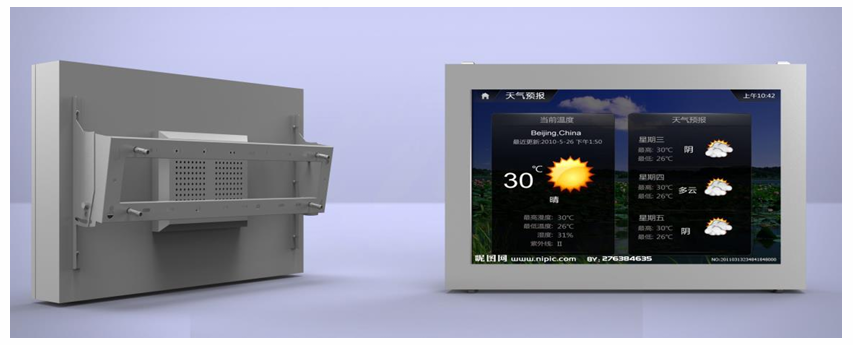 天气预报
上午10:42
当前温度
Beijing,China
最近更新:2010-5-26 下午1:50
30℃
晴
最高温度: 30℃
最低温度: 26℃
湿度: 31%
紫外线: II
天气预报
星期三
最高: 30℃
最低: 26℃
阴
星期四
最高: 30℃
最低: 26℃
多云
星期五
最高: 30℃
最低: 26℃
阴
昵图网 www.nipic.com BY: 276384635
NO:20110313234841848000